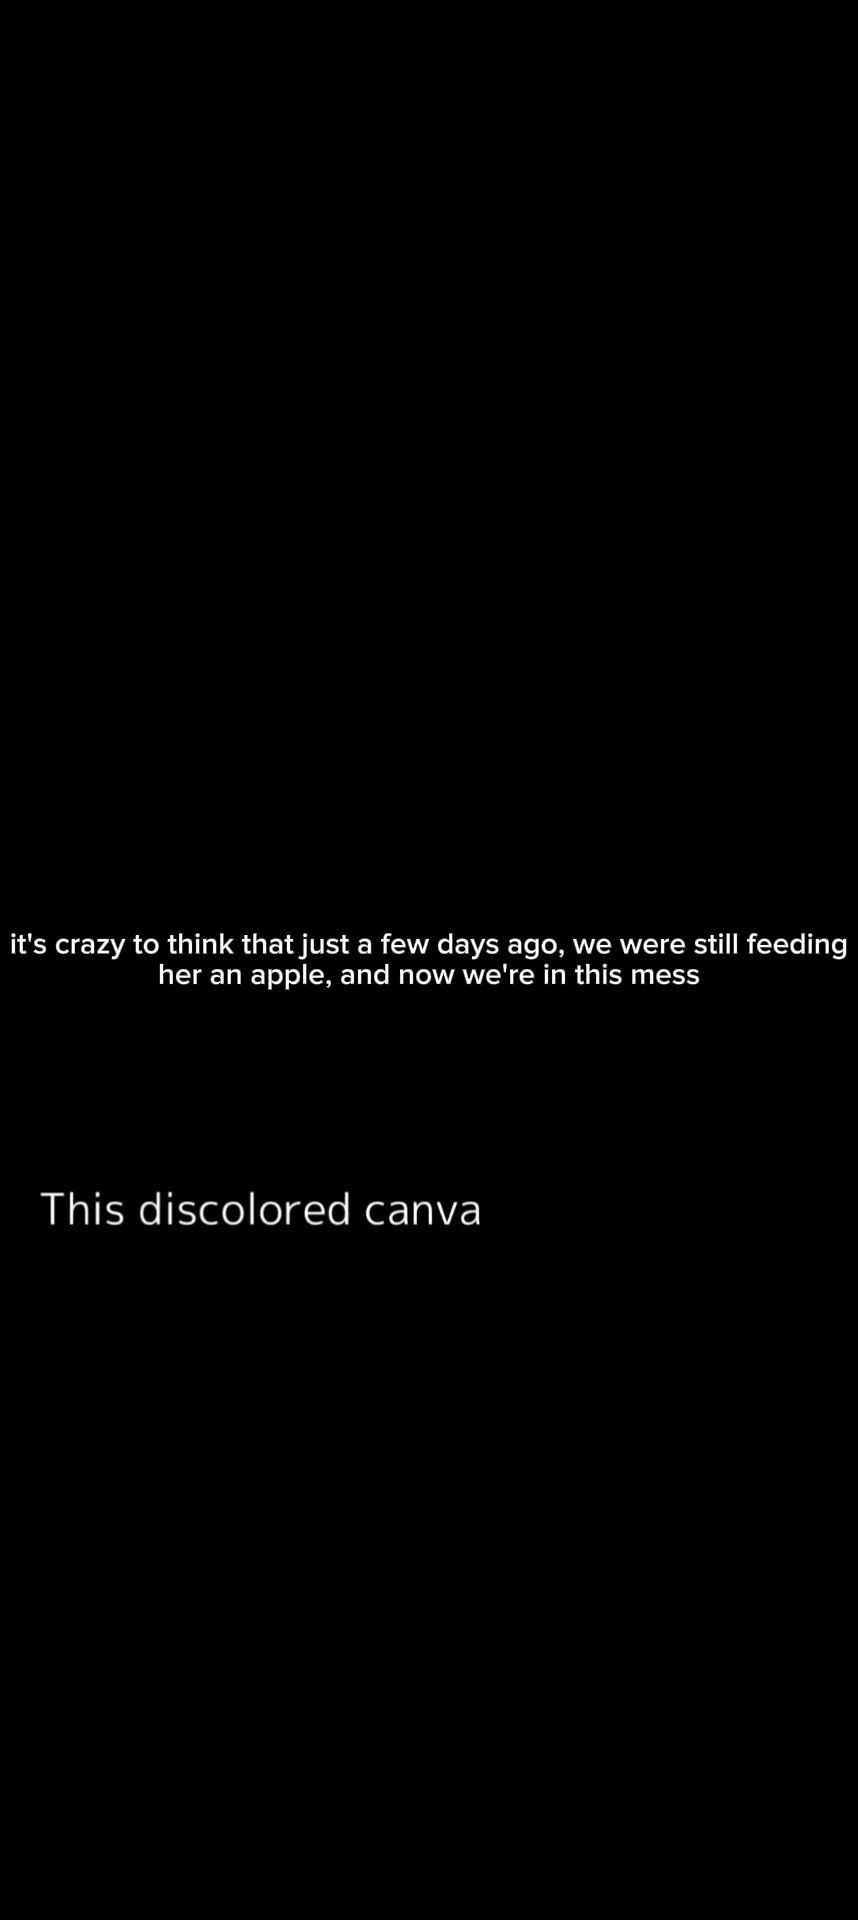 it's crazy to think that just a few days ago, we were still feeding
her an apple, and now we're in this mess
This discolored canva